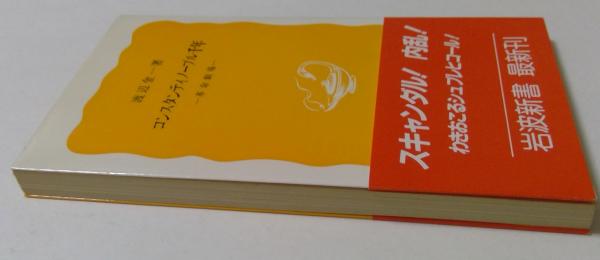 渡辺金一著
コンスタンティノープル千年
—革命劇場—
スキャンダル! 内乱!
わきおこるシュプレヒコール!
岩波新書 最新刊